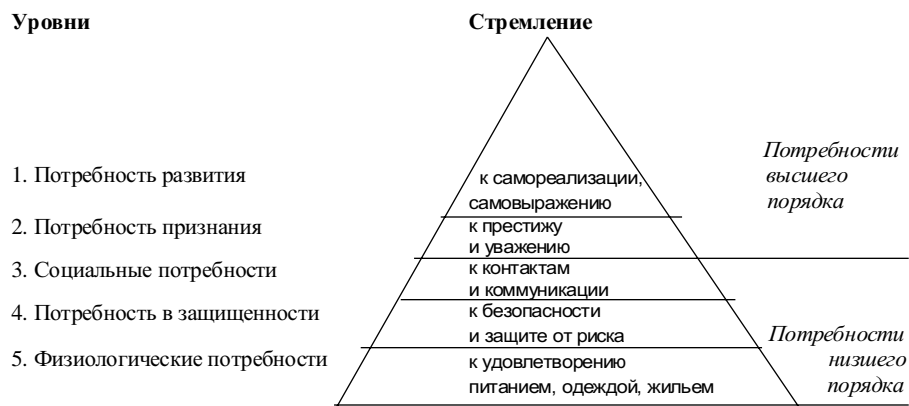 Уровни
Стремление
1. Потребность развития
к самореализации,
самовыражению
2. Потребность признания
к престижу
и уважению
3. Социальные потребности
к контактам
и коммуникации
4. Потребность в защищенности
к безопасности
и защите от риска
5. Физиологические потребности
к удовлетворению
питанием, одеждой, жильем
Потребности
высшего
порядка
Потребности
низшего
порядка